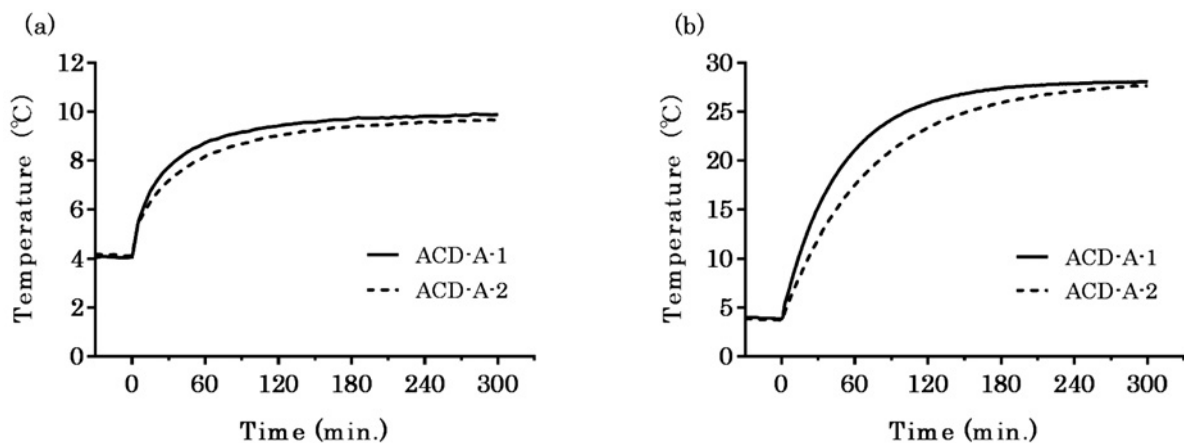 (a)
12
10
8
6
4
2
0
Temperature (℃)
ACD-A-1
ACD-A-2
0 60 120 180 240 300
Time (min.)
(b)
30
25
20
15
10
5
0
Temperature (℃)
ACD-A-1
ACD-A-2
0 60 120 180 240 300
Time (min.)